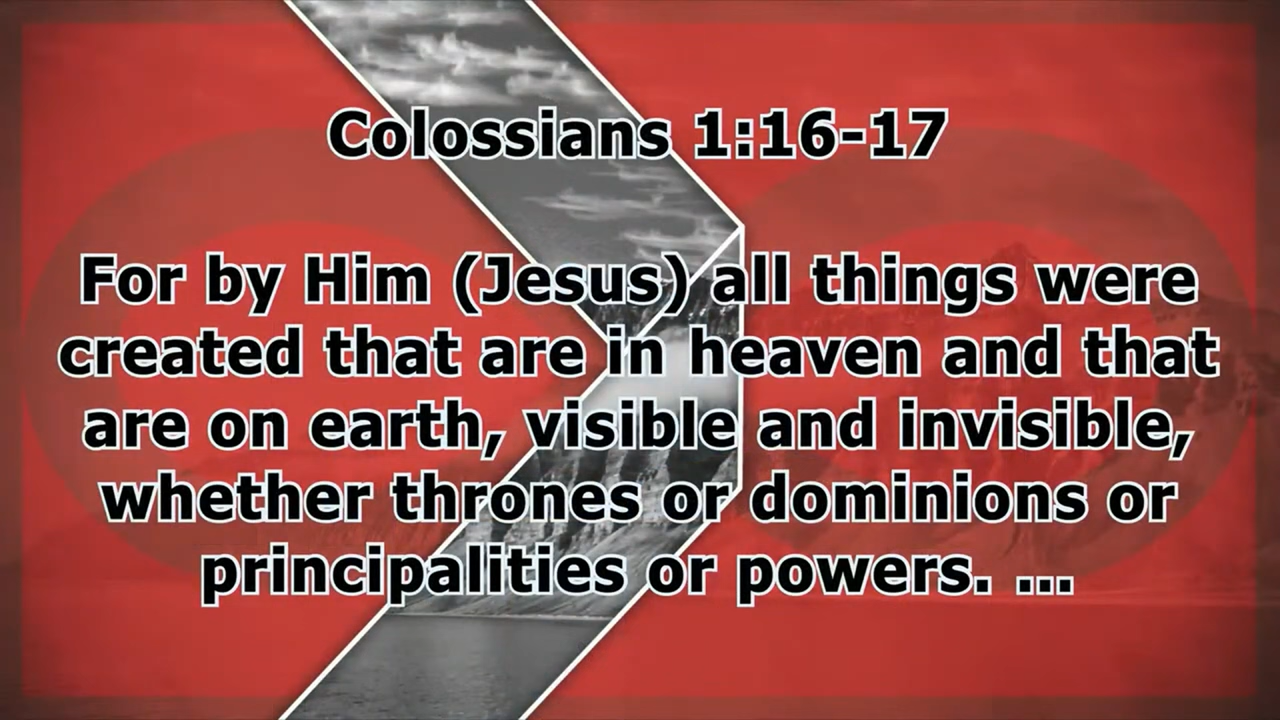 Colossians 1:16-17
For by Him (Jesus) all things were
created that are in heaven and that
are on earth, visible and invisible,
whether thrones or dominions or
principalities or powers. ...